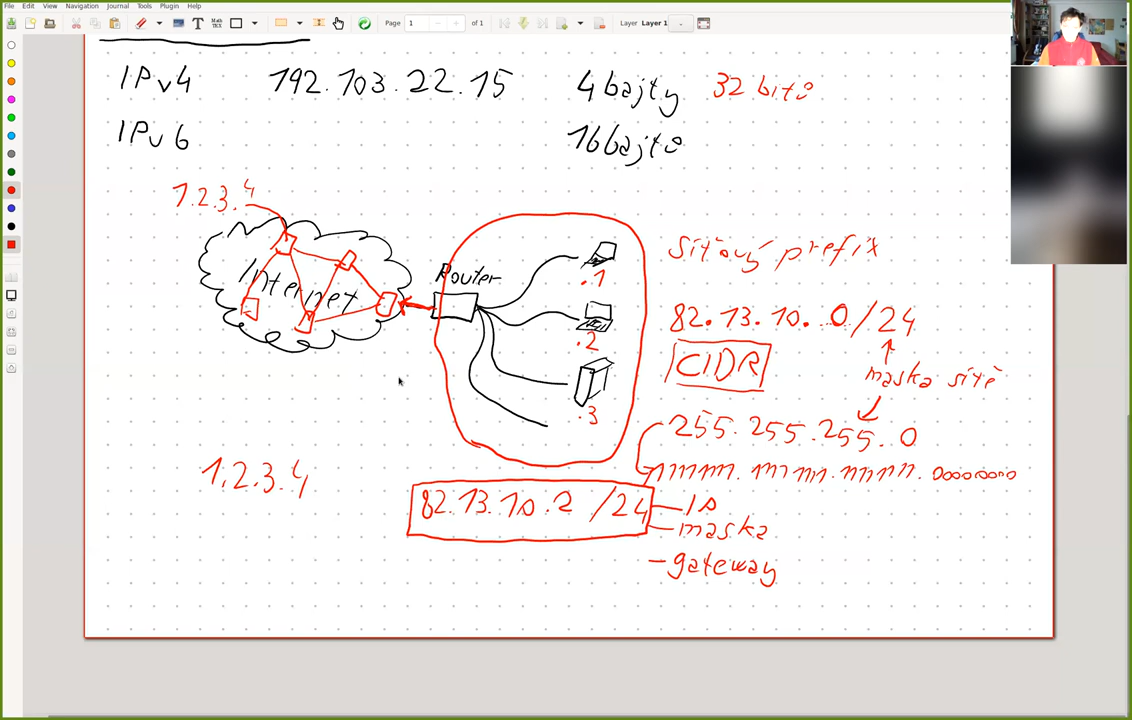 File Edit View Navigation Journal Tools Plugin Help
Page 1 of 1 Layer Layer 1
IPv4 192.103.22.15 4 bajty 32 bitů
IPv6 16 bajtů
1.2.3.4
Internet
Router
.1
.2
.3
síťový prefix
82.13.10.0/24
CIDR
maska sítě
255.255.255.0
11111111.11111111.11111111.00000000
1.2.3.4
82.13.10.2 /24
IP
maska
-gateway